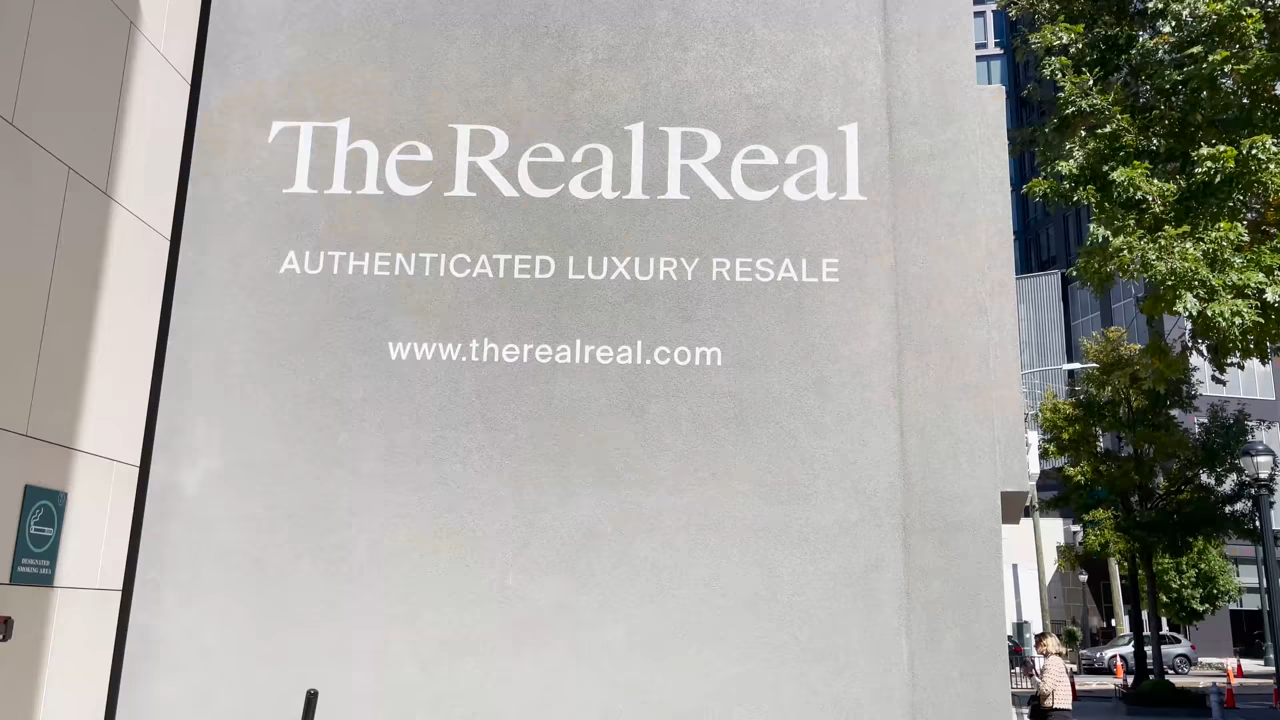 The RealReal
AUTHENTICATED LUXURY RESALE
www.therealreal.com
DESIGNATED
SMOKING AREA